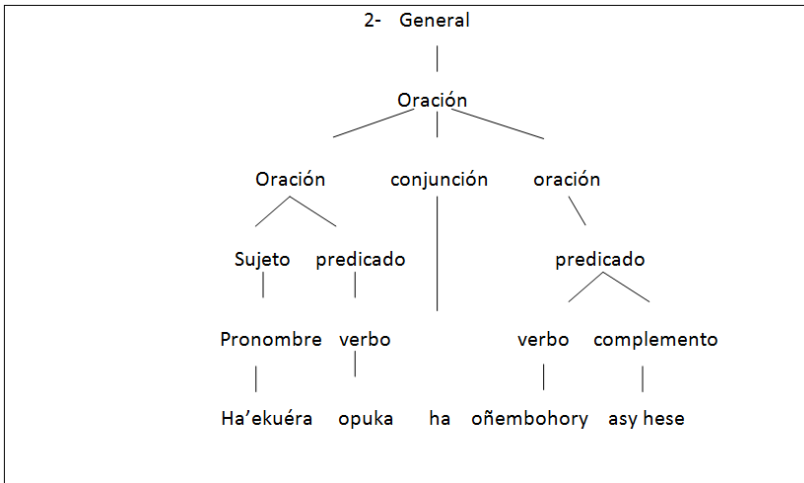 2- General
Oración
Oración conjunción oración
Sujeto predicado predicado
Pronombre verbo verbo complemento
Ha’ekuéra opuka ha oñembohory asy hese